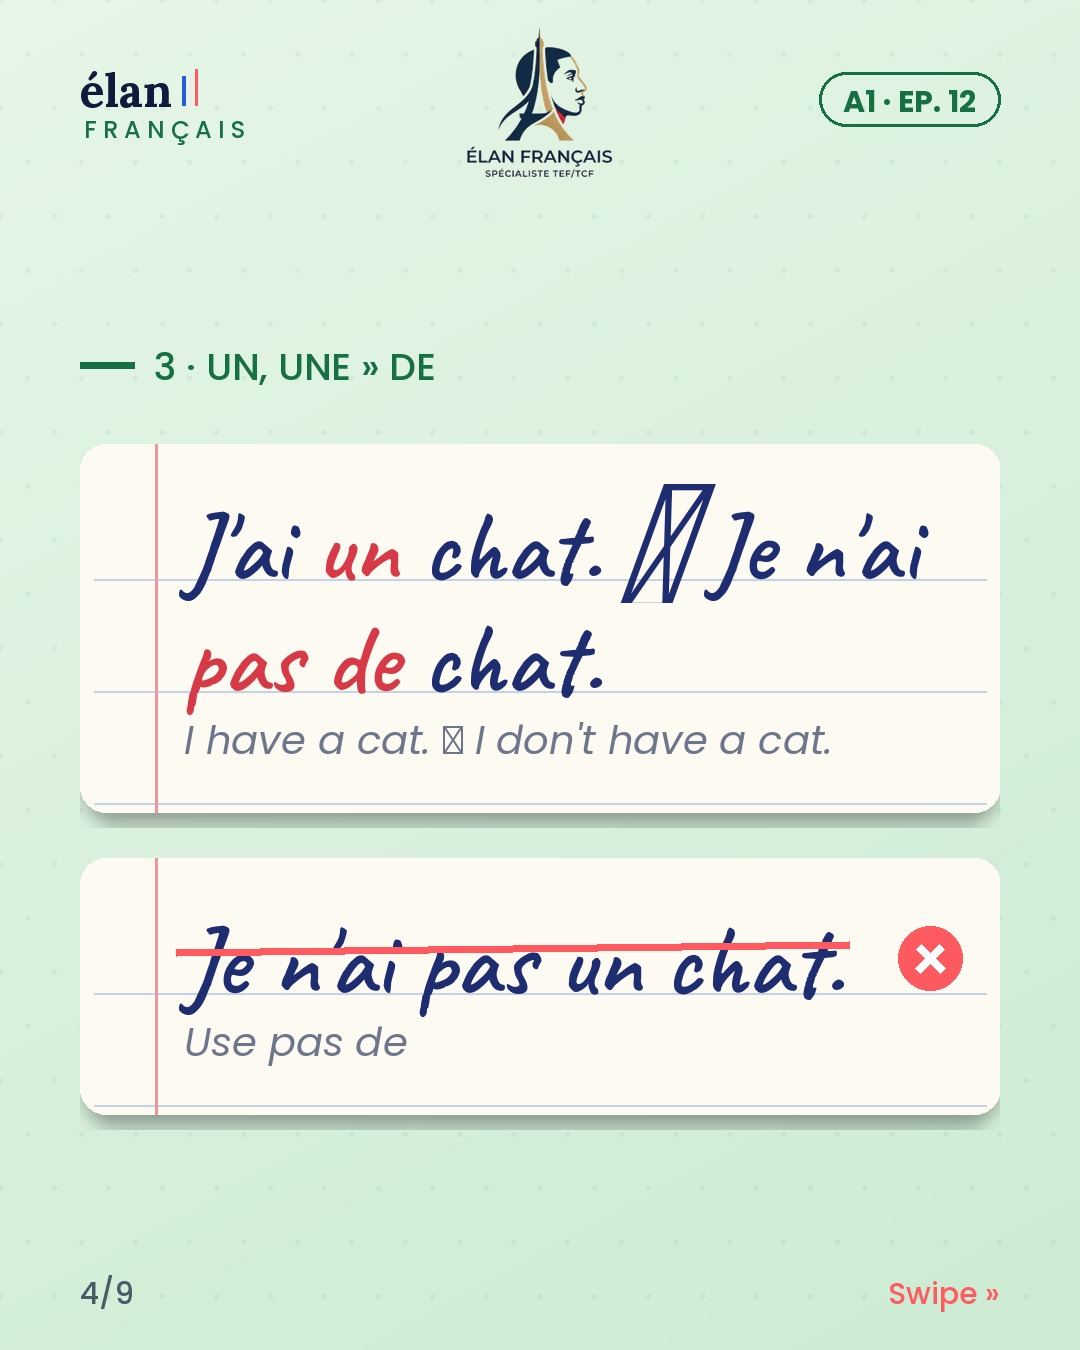 élan
FRANÇAIS
ÉLAN FRANÇAIS
SPÉCIALISTE TEF/TCF
A1 · EP. 12
3 · UN, UNE » DE
J'ai un chat. Je n'ai
pas de chat.
I have a cat. I don't have a cat.
Je n'ai pas un chat.
Use pas de
4/9
Swipe »